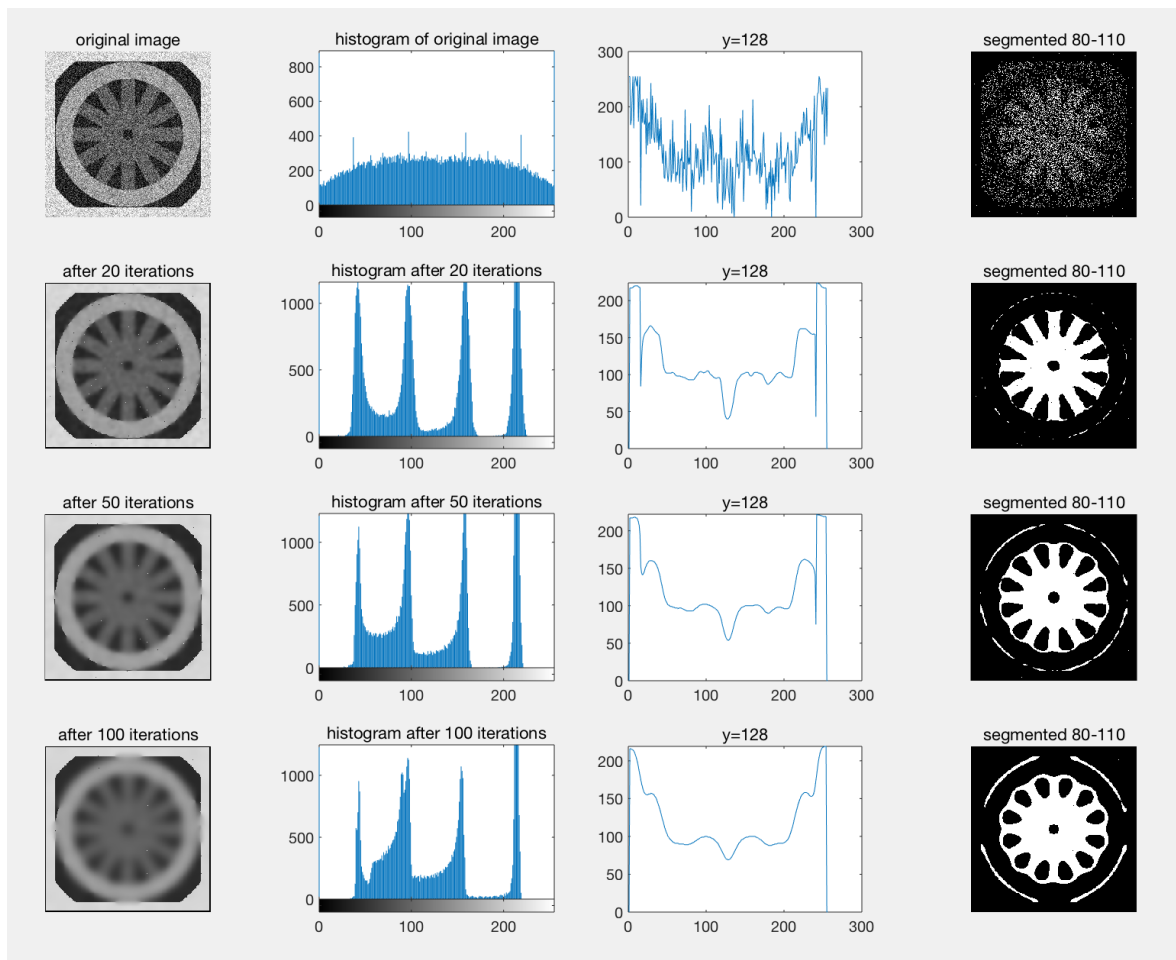 original image
histogram of original image
y=128
segmented 80-110
800
600
400
200
0
0 100 200
300
200
100
0
0 100 200 300
after 20 iterations
histogram after 20 iterations
y=128
segmented 80-110
1000
500
0
0 100 200
200
150
100
50
0
0 100 200 300
after 50 iterations
histogram after 50 iterations
y=128
segmented 80-110
1000
500
0
0 100 200
200
150
100
50
0
0 100 200 300
after 100 iterations
histogram after 100 iterations
y=128
segmented 80-110
1000
500
0
0 100 200
200
150
100
50
0
0 100 200 300